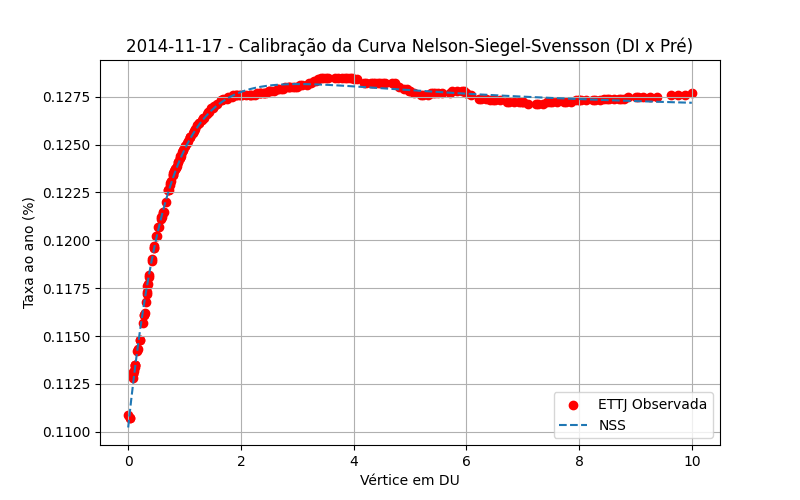 2014-11-17 - Calibração da Curva Nelson-Siegel-Svensson (DI x Pré)
Taxa ao ano (%)
0.1275
0.1250
0.1225
0.1200
0.1175
0.1150
0.1125
0.1100
ETTJ Observada
NSS
0 2 4 6 8 10
Vértice em DU